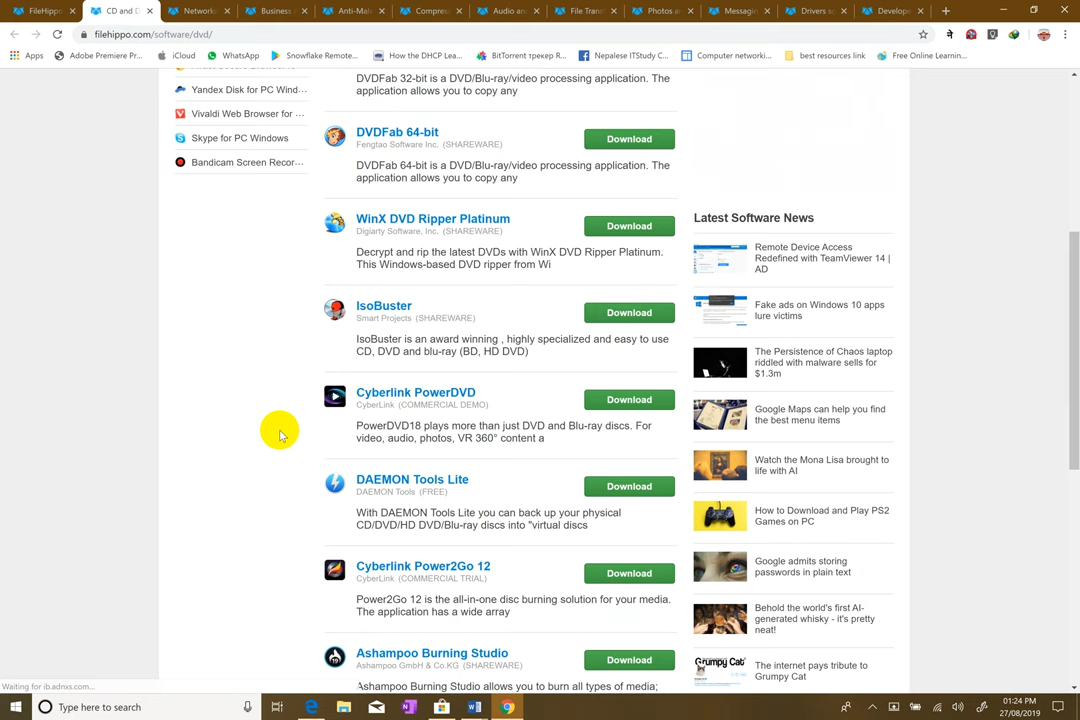 FileHippo
CD and D
Network
Business
Anti-Mal
Compres
Audio an
File Tran
Photos a
Messagin
Drivers s
Develope
filehippo.com/software/dvd/
Apps
Adobe Premiere Pr...
iCloud
WhatsApp
Snowflake Remote...
How the DHCP Lea...
BitTorrent трекер R...
Nepalese ITStudy C...
Computer networki...
best resources link
Free Online Learnin...
Yandex Disk for PC Wind...
Vivaldi Web Browser for ...
Skype for PC Windows
Bandicam Screen Recor...
DVDFab 32-bit is a DVD/Blu-ray/video processing application. The
application allows you to copy any
DVDFab 64-bit
Fengtao Software Inc. (SHAREWARE)
Download
DVDFab 64-bit is a DVD/Blu-ray/video processing application. The
application allows you to copy any
WinX DVD Ripper Platinum
Digiarty Software, Inc. (SHAREWARE)
Download
Decrypt and rip the latest DVDs with WinX DVD Ripper Platinum.
This Windows-based DVD ripper from Wi
IsoBuster
Smart Projects (SHAREWARE)
Download
IsoBuster is an award winning , highly specialized and easy to use
CD, DVD and blu-ray (BD, HD DVD)
Cyberlink PowerDVD
CyberLink (COMMERCIAL DEMO)
Download
PowerDVD18 plays more than just DVD and Blu-ray discs. For
video, audio, photos, VR 360° content a
DAEMON Tools Lite
DAEMON Tools (FREE)
Download
With DAEMON Tools Lite you can back up your physical
CD/DVD/HD DVD/Blu-ray discs into "virtual discs
Cyberlink Power2Go 12
CyberLink (COMMERCIAL TRIAL)
Download
Power2Go 12 is the all-in-one disc burning solution for your media.
The application has a wide array
Ashampoo Burning Studio
Ashampoo GmbH & Co.KG (SHAREWARE)
Download
Ashampoo Burning Studio allows you to burn all types of media;
Latest Software News
Remote Device Access
Redefined with TeamViewer 14 |
AD
Fake ads on Windows 10 apps
lure victims
The Persistence of Chaos laptop
riddled with malware sells for
$1.3m
Google Maps can help you find
the best menu items
Watch the Mona Lisa brought to
life with AI
How to Download and Play PS2
Games on PC
Google admits storing
passwords in plain text
Behold the world's first AI-
generated whisky - it's pretty
neat!
Grumpy Cat
The internet pays tribute to
Grumpy Cat
Waiting for ib.adnxs.com...
Type here to search
01:24 PM
27/08/2019